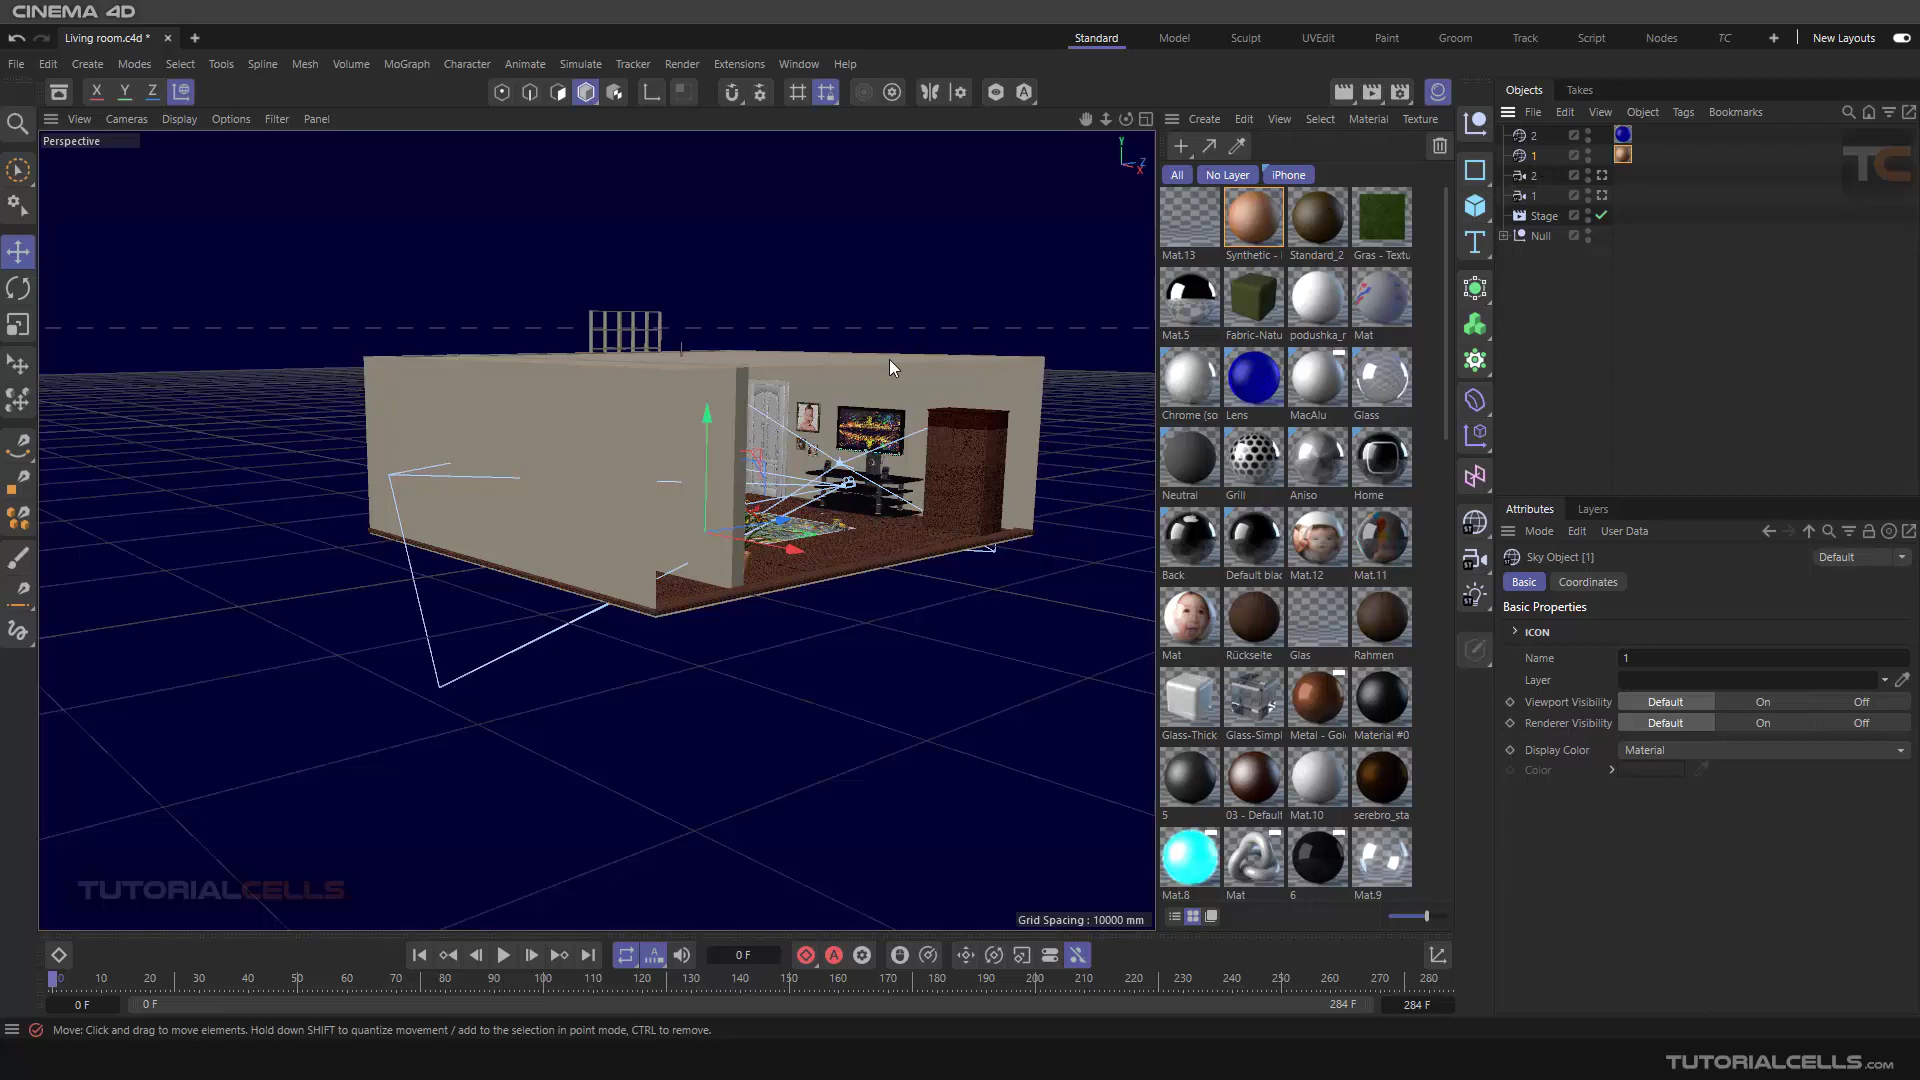 CINEMA 4D
Living room.c4d *
Standard Model Sculpt UVEdit Paint Groom Track Script Nodes TC New Layouts
File Edit Create Modes Select Tools Spline Mesh Volume MoGraph Character Animate Simulate Tracker Render Extensions Window Help
X Y Z
View Cameras Display Options Filter Panel
Perspective
Y
Z
X
Grid Spacing : 10000 mm
TUTORIALCELLS
Create Edit View Select Material Texture
All No Layer iPhone
Mat.13 Synthetic - Standard_2 Gras - Textu
Mat.5 Fabric-Natu podushka_r Mat
Chrome (so Lens MacAlu Glass
Neutral Grill Aniso Home
Back Default blac Mat.12 Mat.11
Mat Rückseite Glas Rahmen
Glass-Thick Glass-Simpl Metal - Gol Material #0
5 03 - Default Mat.10 serebro_sta
Mat.8 Mat 6 Mat.9
Objects Takes
File Edit View Object Tags Bookmarks
2
1
2
1
Stage
Null
TC
Attributes Layers
Mode Edit User Data
Sky Object [1] Default
Basic Coordinates
Basic Properties
ICON
Name 1
Layer
Viewport Visibility Default On Off
Renderer Visibility Default On Off
Display Color Material
Color
0 F
0 10 20 30 40 50 60 70 80 90 100 110 120 130 140 150 160 170 180 190 200 210 220 230 240 250 260 270 280
0 F 0 F 284 F 284 F
Move: Click and drag to move elements. Hold down SHIFT to quantize movement / add to the selection in point mode, CTRL to remove.
TUTORIALCELLS.com